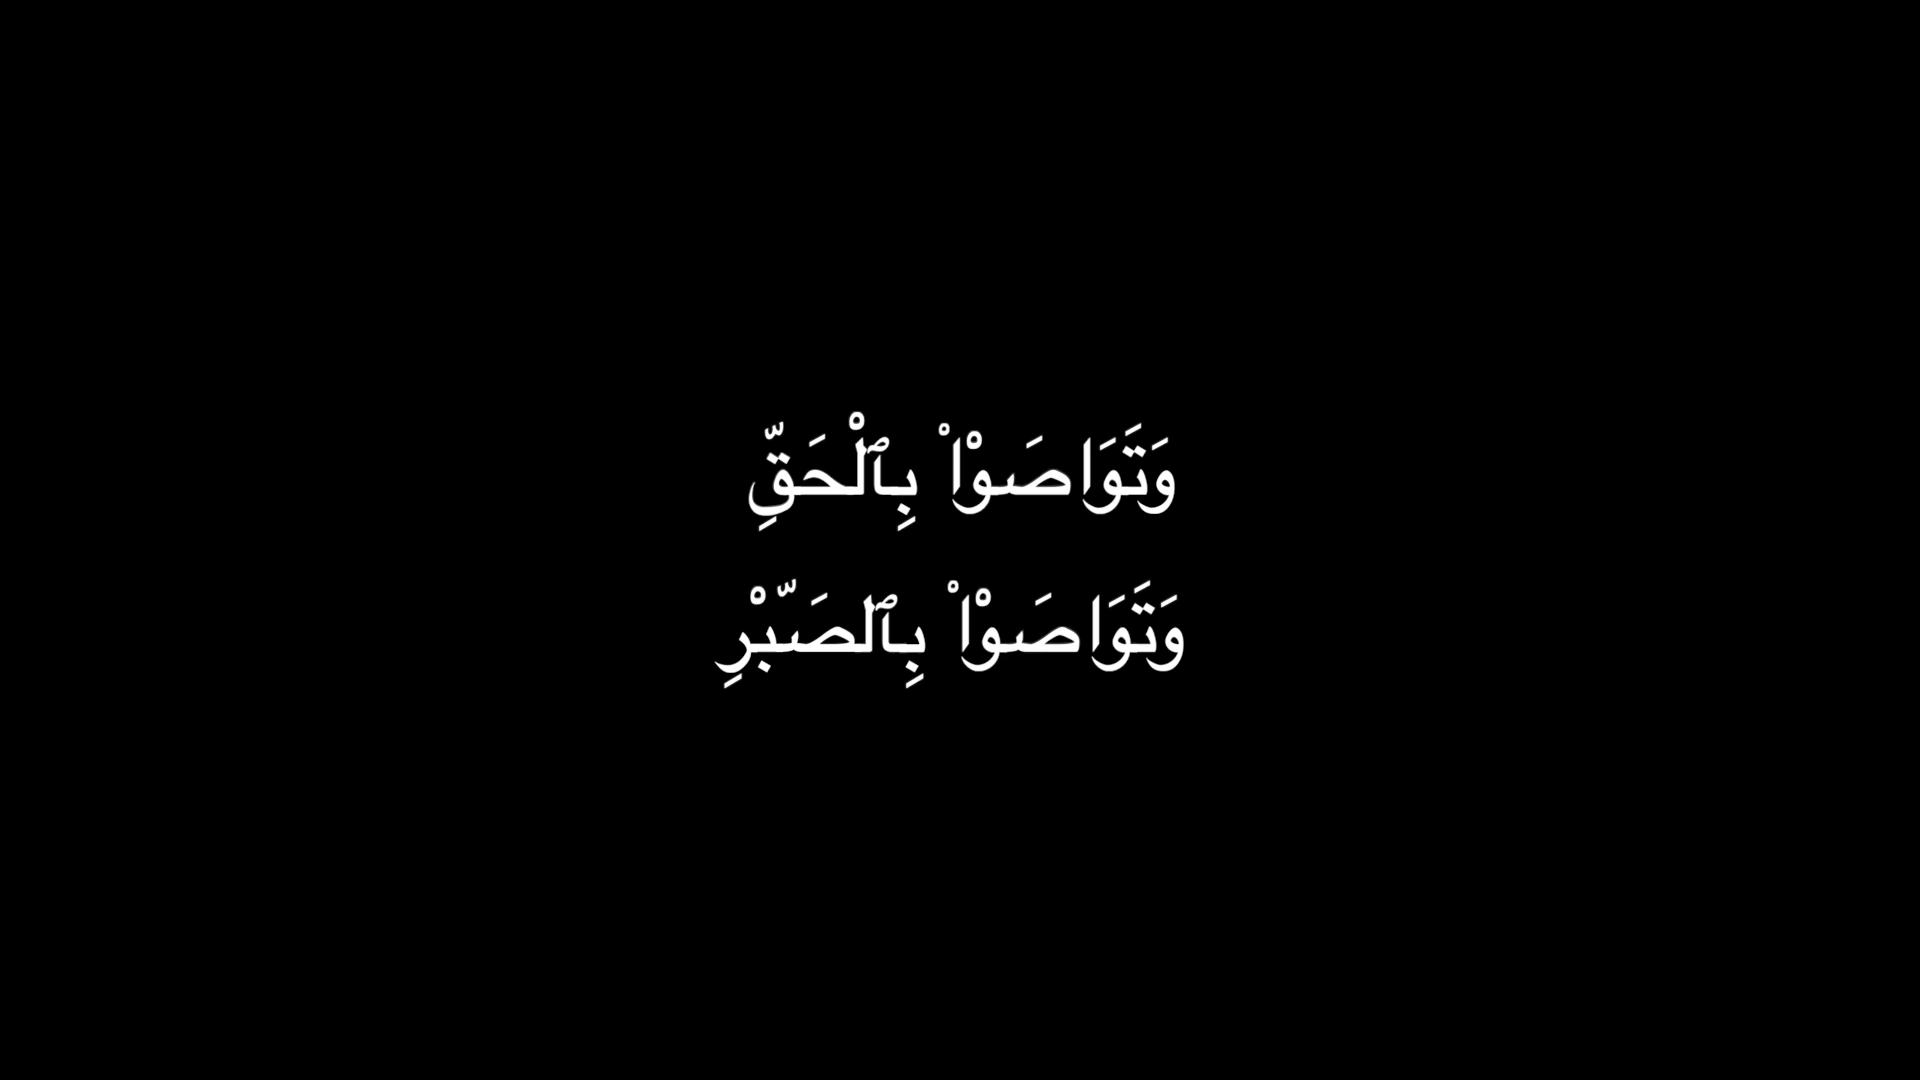 وَتَوَاصَوْا۟ بِٱلْحَقِّ
وَتَوَاصَوْا۟ بِٱلصَّبْرِ